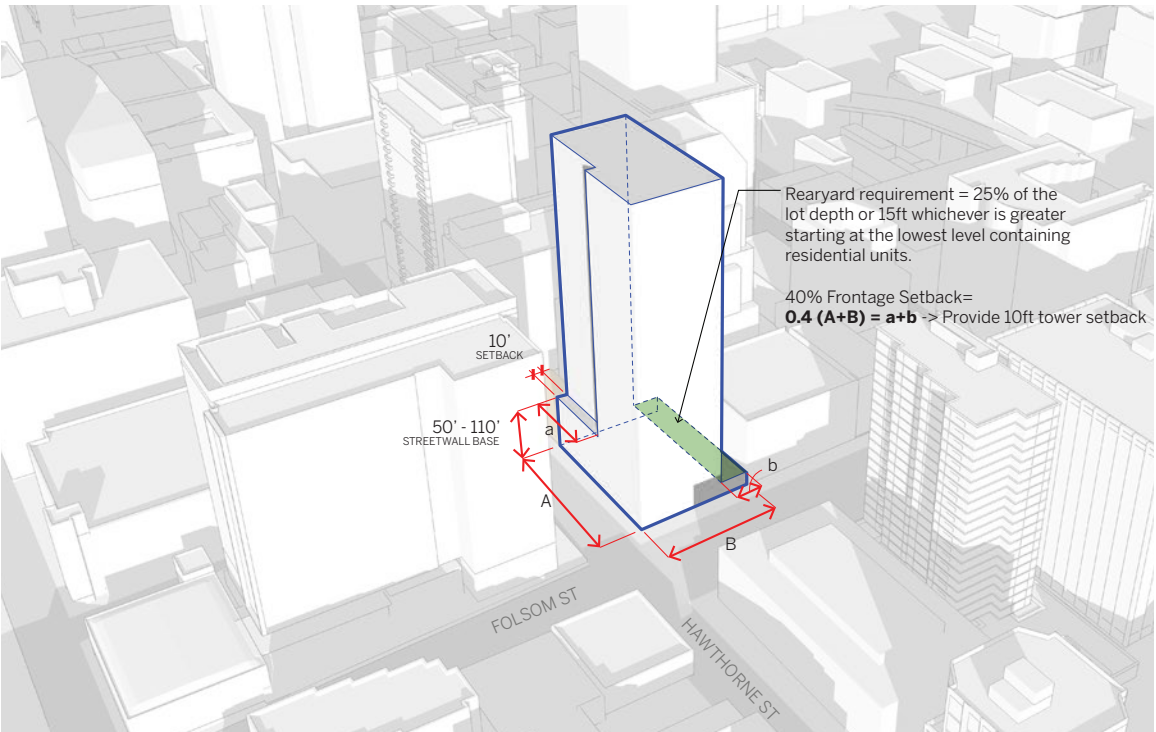 Rearyard requirement = 25% of the
lot depth or 15ft whichever is greater
starting at the lowest level containing
residential units.
40% Frontage Setback=
0.4 (A+B) = a+b -> Provide 10ft tower setback
10’
SETBACK
50’ - 110’
STREETWALL BASE
a
b
A
B
FOLSOM ST
HAWTHORNE ST